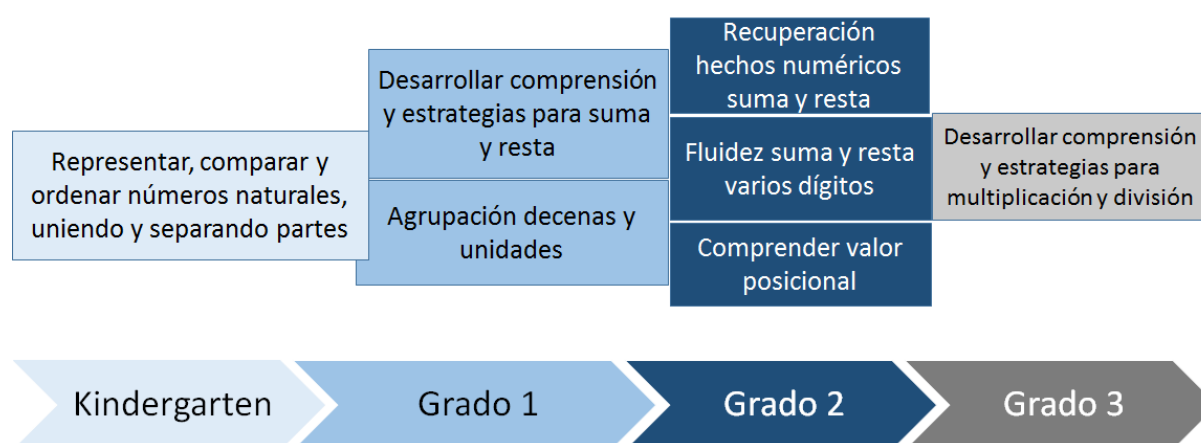 Representar, comparar y
ordenar números naturales,
uniendo y separando partes
Desarrollar comprensión
y estrategias para suma
y resta
Agrupación decenas y
unidades
Recuperación
hechos numéricos
suma y resta
Fluidez suma y resta
varios dígitos
Comprender valor
posicional
Desarrollar comprensión
y estrategias para
multiplicación y división
Kindergarten
Grado 1
Grado 2
Grado 3